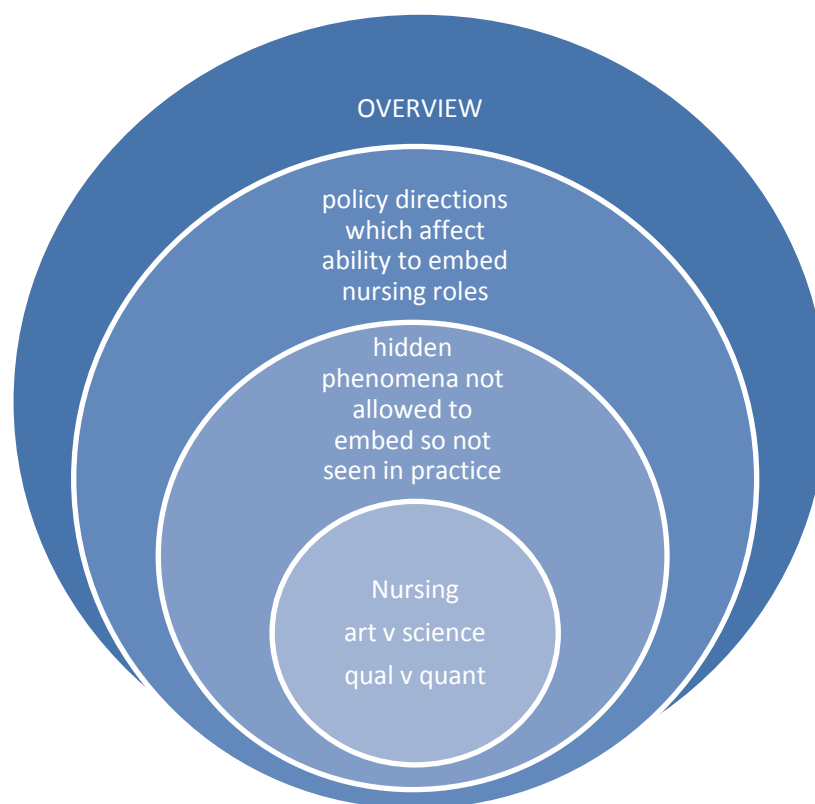 OVERVIEW
policy directions
which affect
ability to embed
nursing roles
hidden
phenomena not
allowed to
embed so not
seen in practice
Nursing
art v science
qual v quant